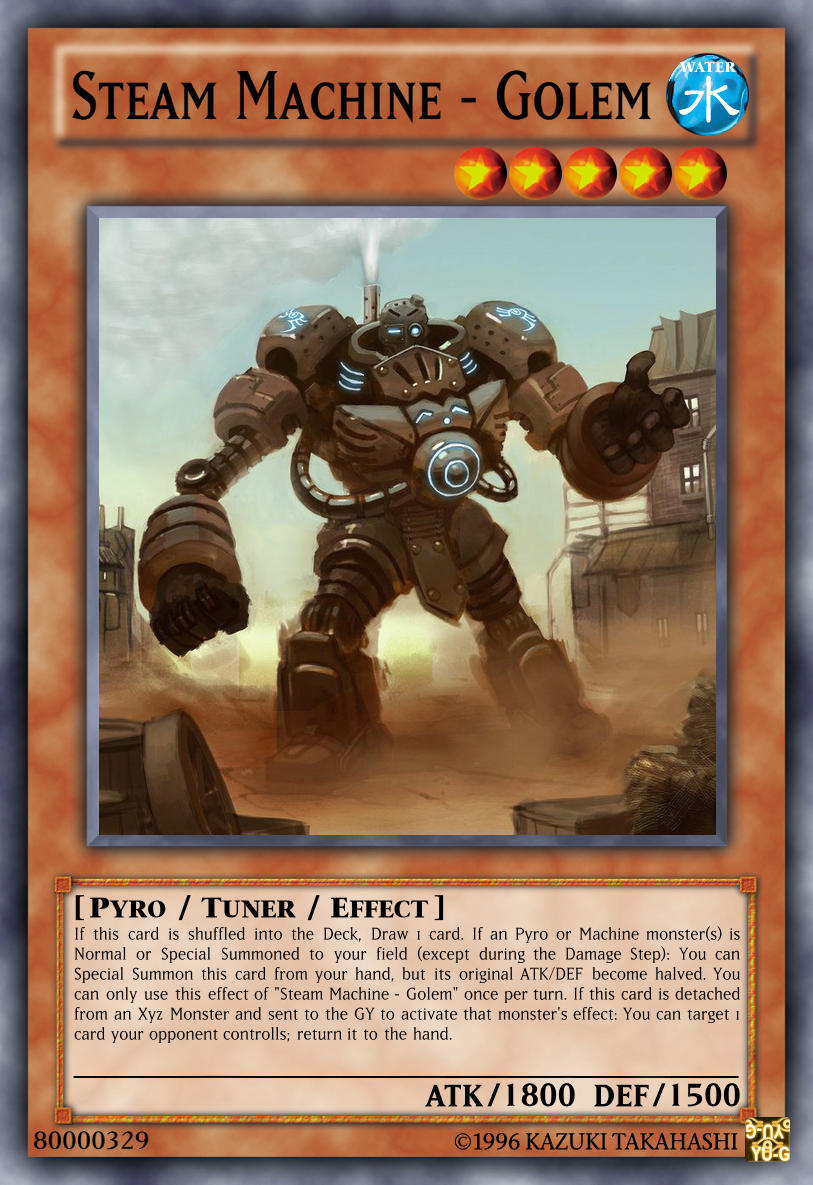 Steam Machine - Golem
WATER
水
[ Pyro / Tuner / Effect ]
If this card is shuffled into the Deck, Draw 1 card. If an Pyro or Machine monster(s) is
Normal or Special Summoned to your field (except during the Damage Step): You can
Special Summon this card from your hand, but its original ATK/DEF become halved. You
can only use this effect of "Steam Machine - Golem" once per turn. If this card is detached
from an Xyz Monster and sent to the GY to activate that monster's effect: You can target 1
card your opponent controlls; return it to the hand.
ATK/1800 DEF/1500
80000329
©1996 KAZUKI TAKAHASHI